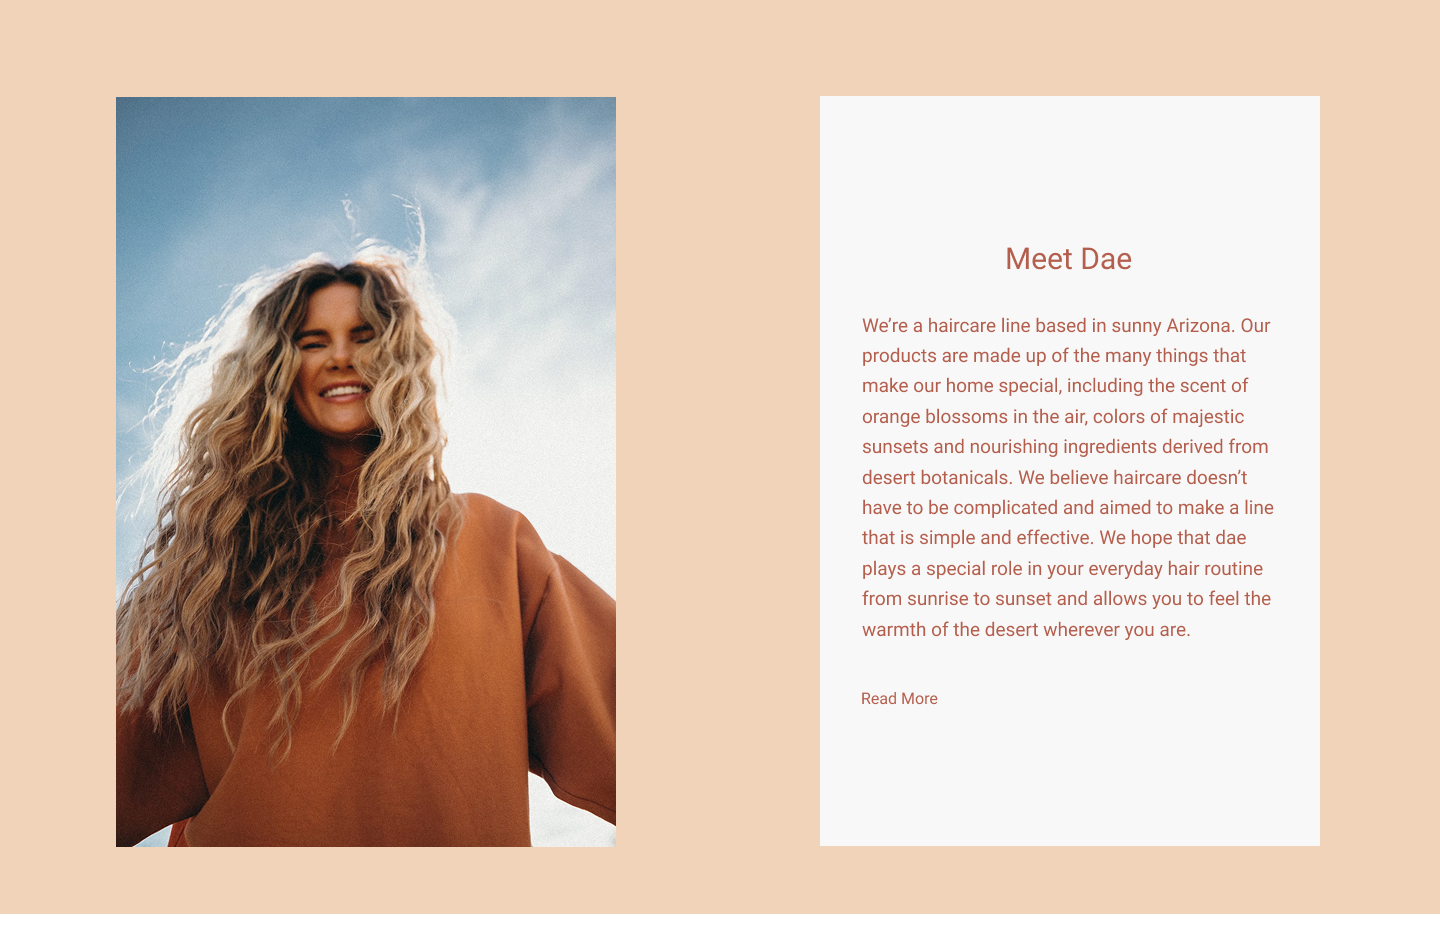 Meet Dae
We’re a haircare line based in sunny Arizona. Our
products are made up of the many things that
make our home special, including the scent of
orange blossoms in the air, colors of majestic
sunsets and nourishing ingredients derived from
desert botanicals. We believe haircare doesn’t
have to be complicated and aimed to make a line
that is simple and effective. We hope that dae
plays a special role in your everyday hair routine
from sunrise to sunset and allows you to feel the
warmth of the desert wherever you are.
Read More